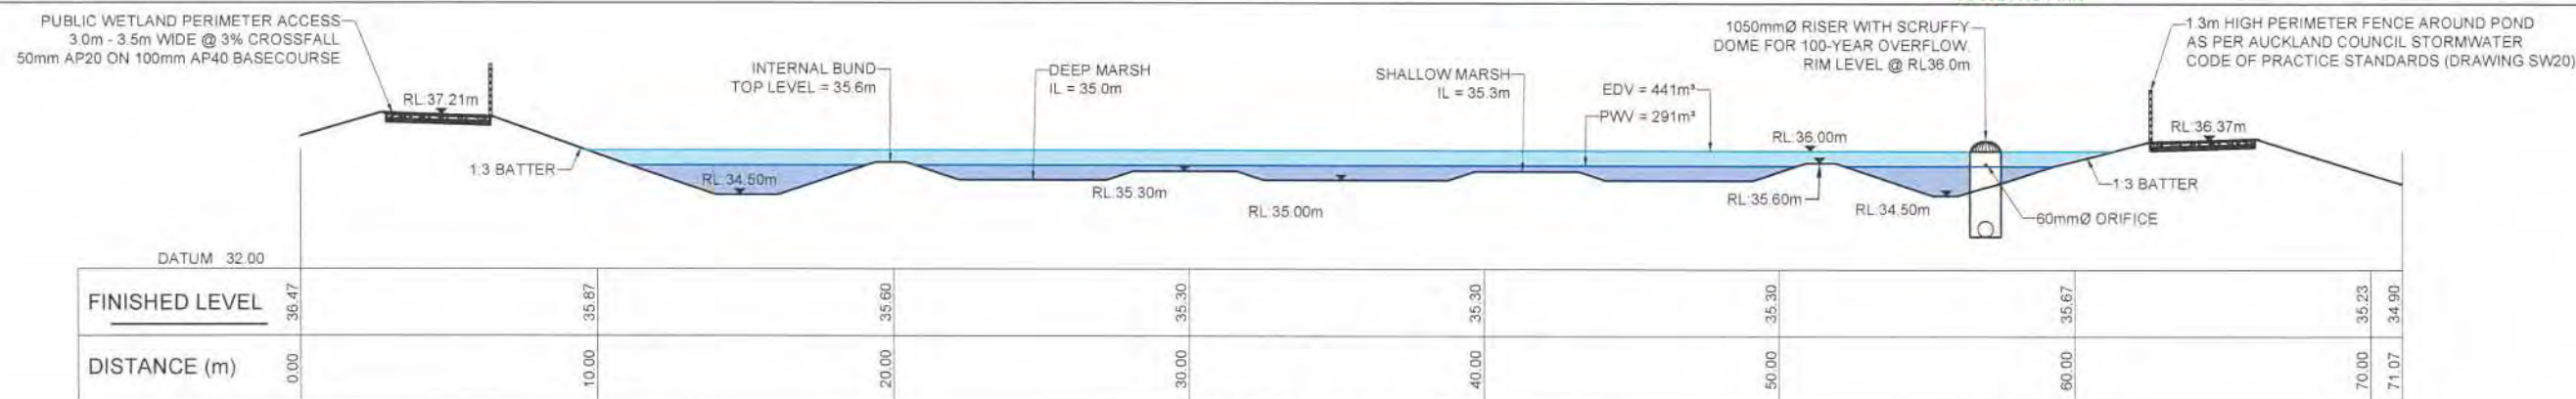 PUBLIC WETLAND PERIMETER ACCESS
3.0m - 3.5m WIDE @ 3% CROSSFALL
50mm AP20 ON 100mm AP40 BASECOURSE
RL:37.21m
1:3 BATTER
INTERNAL BUND
TOP LEVEL = 35.6m
DEEP MARSH
IL = 35.0m
SHALLOW MARSH
IL = 35.3m
EDV = 441m³
PWV = 291m³
1050mmØ RISER WITH SCRUFFY
DOME FOR 100-YEAR OVERFLOW.
RIM LEVEL @ RL36.0m
1.3m HIGH PERIMETER FENCE AROUND POND
AS PER AUCKLAND COUNCIL STORMWATER
CODE OF PRACTICE STANDARDS (DRAWING SW20)
RL:36.00m
RL:36.37m
RL:34.50m
RL:35.30m
RL:35.00m
RL:35.60m
RL:34.50m
1:3 BATTER
60mmØ ORIFICE
DATUM 32.00
FINISHED LEVEL 36.47 35.87 35.60 35.30 35.30 35.30 35.67 35.23 34.90
DISTANCE (m) 0.00 10.00 20.00 30.00 40.00 50.00 60.00 70.00 71.07